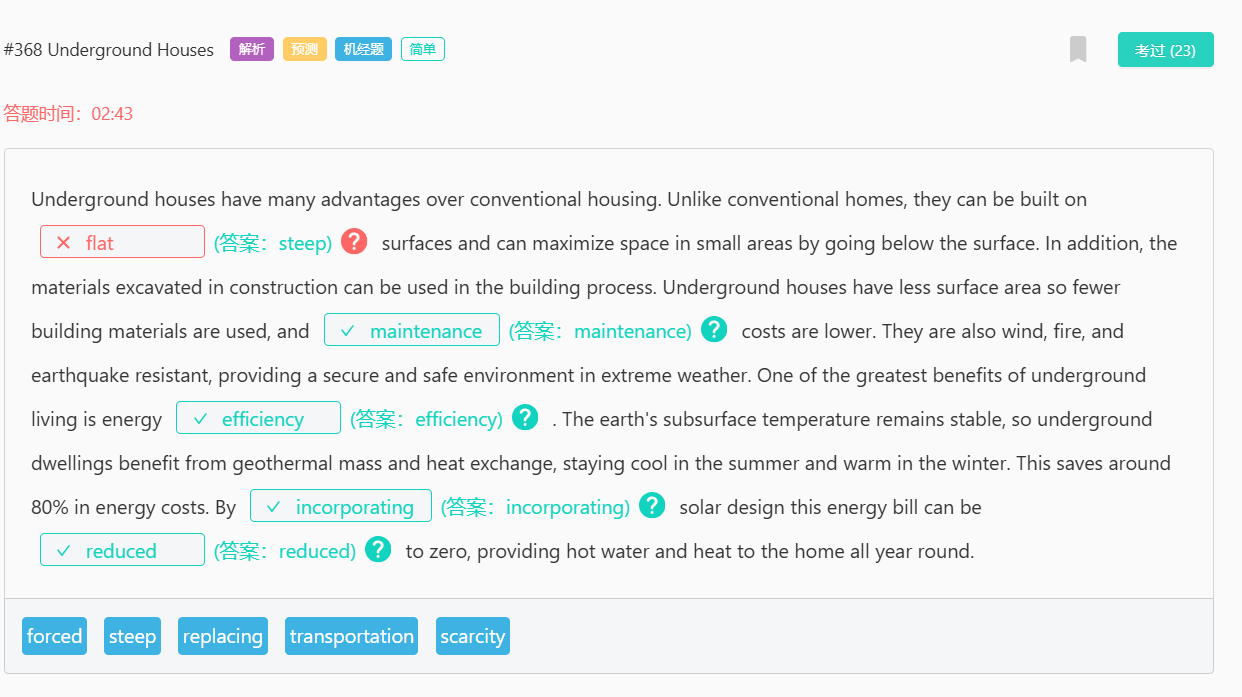 #368 Underground Houses 解析 预测 机经题 简单 考过 (23)
答题时间：02:43
Underground houses have many advantages over conventional housing. Unlike conventional homes, they can be built on
flat (答案：steep) ? surfaces and can maximize space in small areas by going below the surface. In addition, the
materials excavated in construction can be used in the building process. Underground houses have less surface area so fewer
building materials are used, and maintenance (答案：maintenance) ? costs are lower. They are also wind, fire, and
earthquake resistant, providing a secure and safe environment in extreme weather. One of the greatest benefits of underground
living is energy efficiency (答案：efficiency) ? . The earth's subsurface temperature remains stable, so underground
dwellings benefit from geothermal mass and heat exchange, staying cool in the summer and warm in the winter. This saves around
80% in energy costs. By incorporating (答案：incorporating) ? solar design this energy bill can be
reduced (答案：reduced) ? to zero, providing hot water and heat to the home all year round.
forced steep replacing transportation scarcity